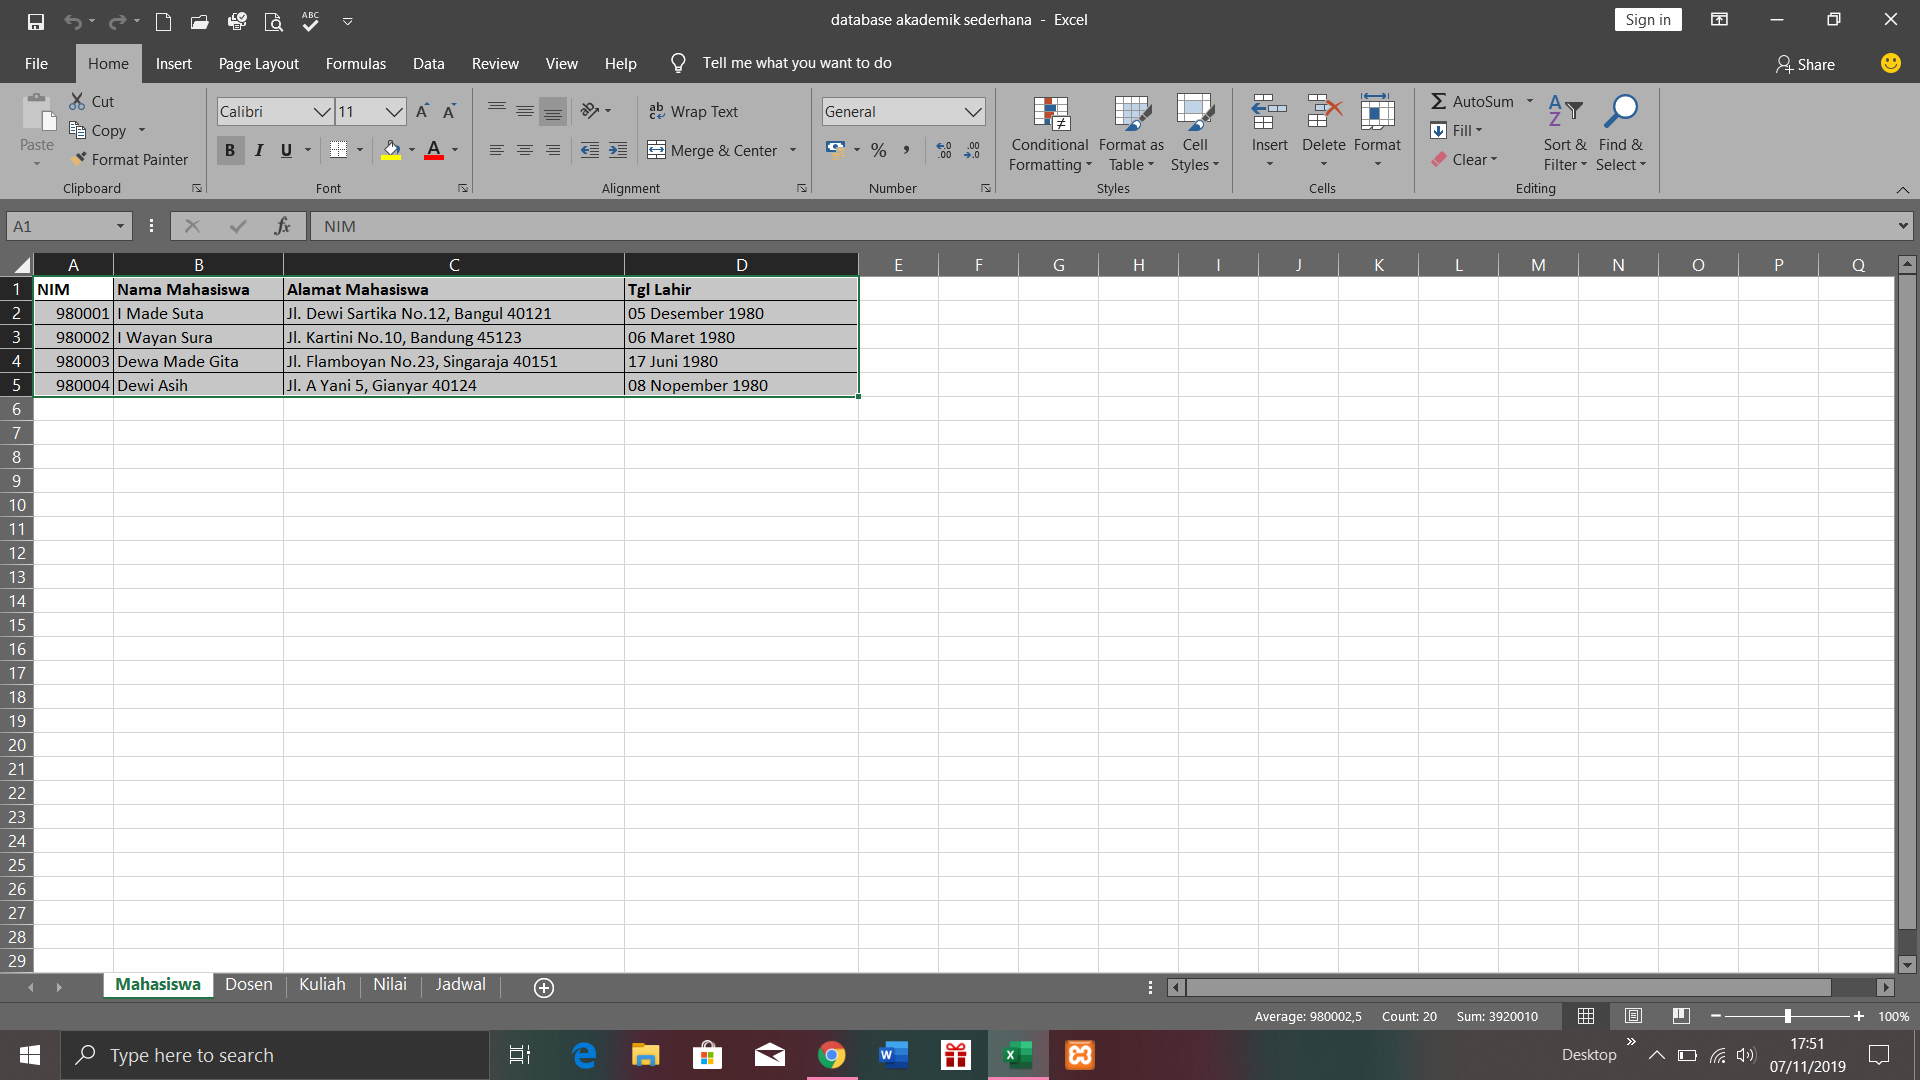 database akademik sederhana - Excel
Sign in
File Home Insert Page Layout Formulas Data Review View Help Tell me what you want to do Share
Paste Cut Copy Format Painter Clipboard
Calibri 11 B I U Font
Wrap Text Merge & Center Alignment
General % Number
Conditional Formatting Format as Table Cell Styles Styles
Insert Delete Format Cells
AutoSum Fill Clear Sort & Filter Find & Select Editing
A1 fx NIM
A B C D E F G H I J K L M N O P Q
1 NIM Nama Mahasiswa Alamat Mahasiswa Tgl Lahir
2 980001 I Made Suta Jl. Dewi Sartika No.12, Bangul 40121 05 Desember 1980
3 980002 I Wayan Sura Jl. Kartini No.10, Bandung 45123 06 Maret 1980
4 980003 Dewa Made Gita Jl. Flamboyan No.23, Singaraja 40151 17 Juni 1980
5 980004 Dewi Asih Jl. A Yani 5, Gianyar 40124 08 Nopember 1980
6
7
8
9
10
11
12
13
14
15
16
17
18
19
20
21
22
23
24
25
26
27
28
29
Mahasiswa Dosen Kuliah Nilai Jadwal
Average: 980002,5 Count: 20 Sum: 3920010 100%
Type here to search Desktop 17:51
07/11/2019